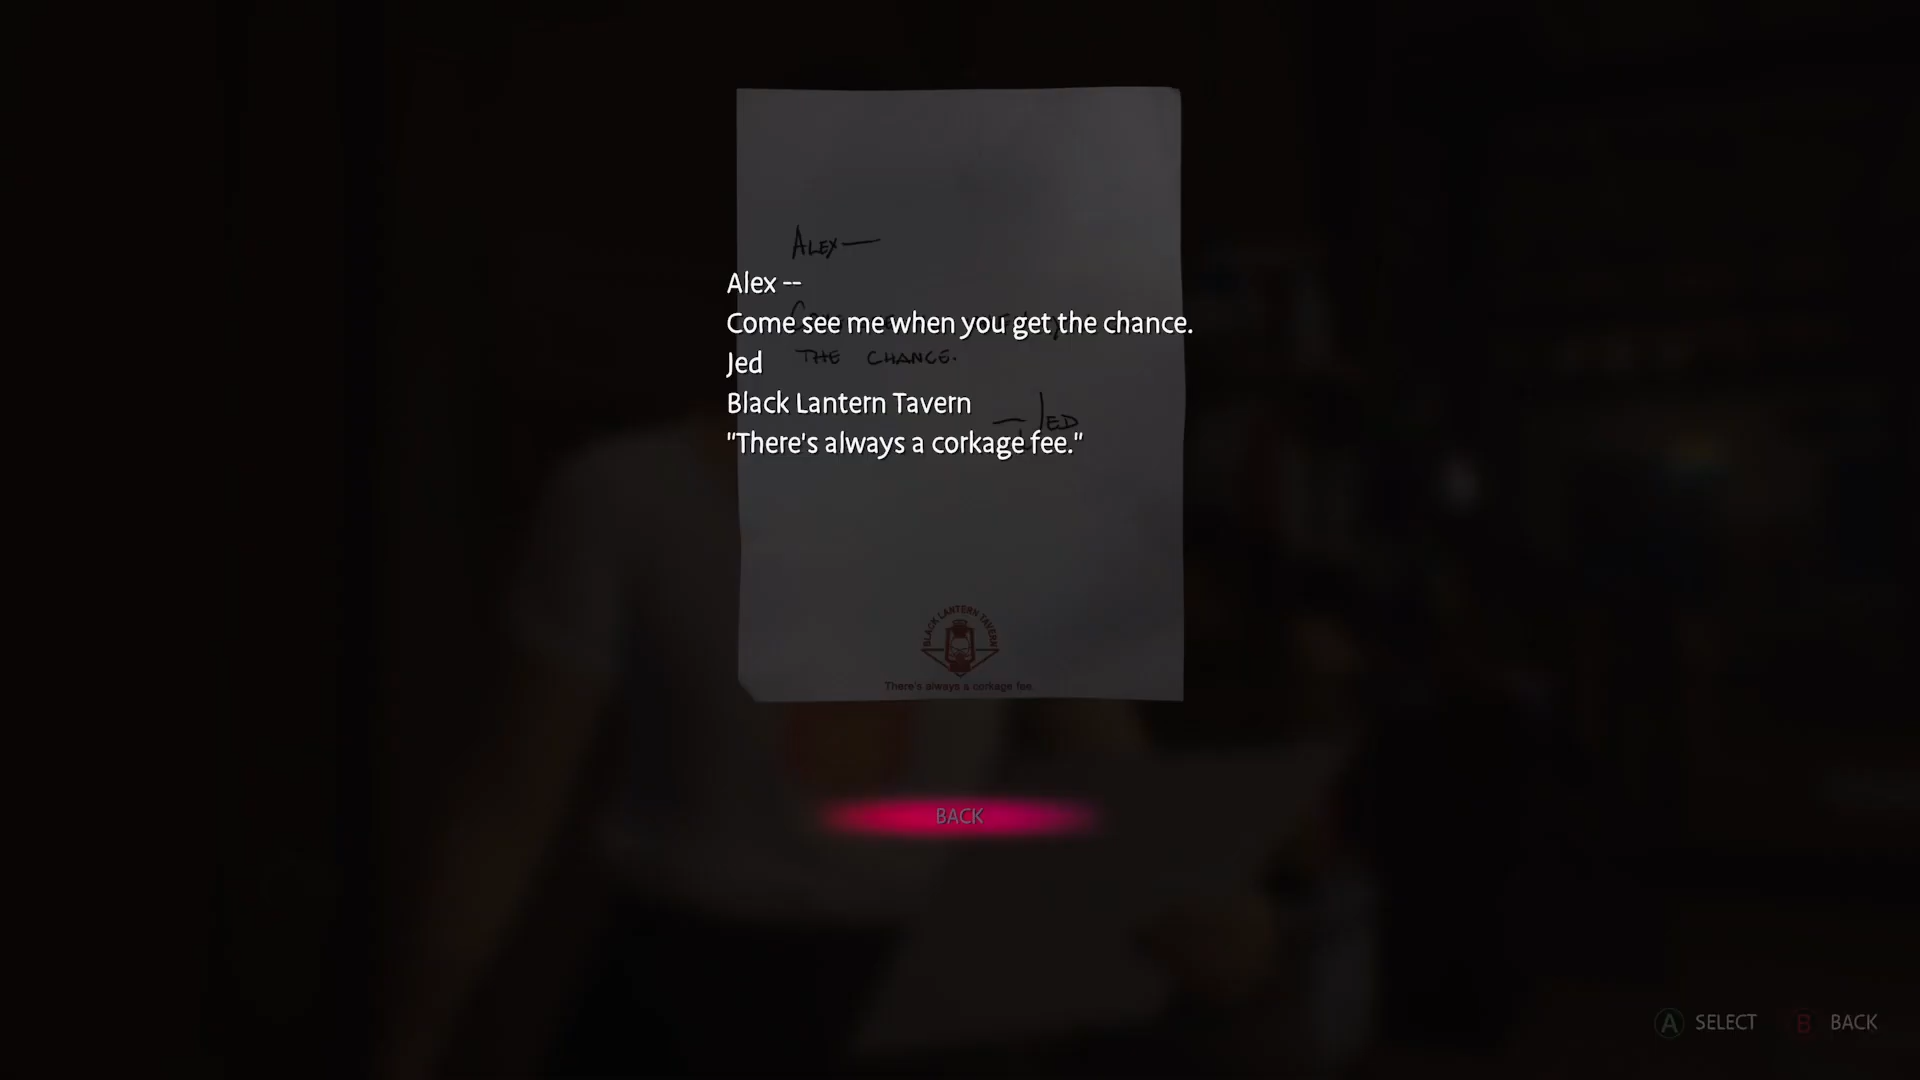 ALEX—
Alex --
Come see me when you get the chance.
THE CHANCE.
Jed
Black Lantern Tavern
—JED
"There's always a corkage fee."
BLACK LANTERN TAVERN
There's always a corkage fee.
BACK
A SELECT B BACK